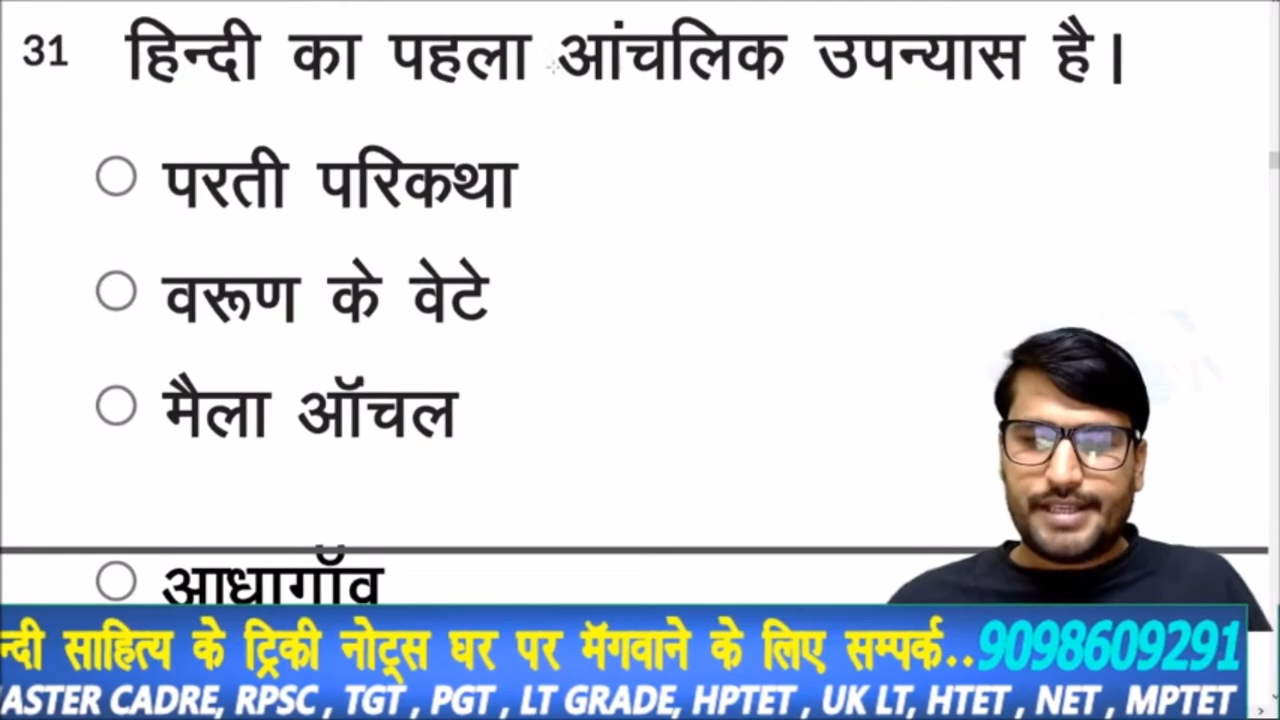 31 हिन्दी का पहला आंचलिक उपन्यास है।
परती परिकथा
वरूण के वेटे
मैला ऑचल
आधागॉव
न्दी साहित्य के ट्रिकी नोट्स घर पर मॅगवाने के लिए सम्पर्क..9098609291
ASTER CADRE, RPSC , TGT , PGT , LT GRADE, HPTET , UK LT, HTET , NET , MPTET